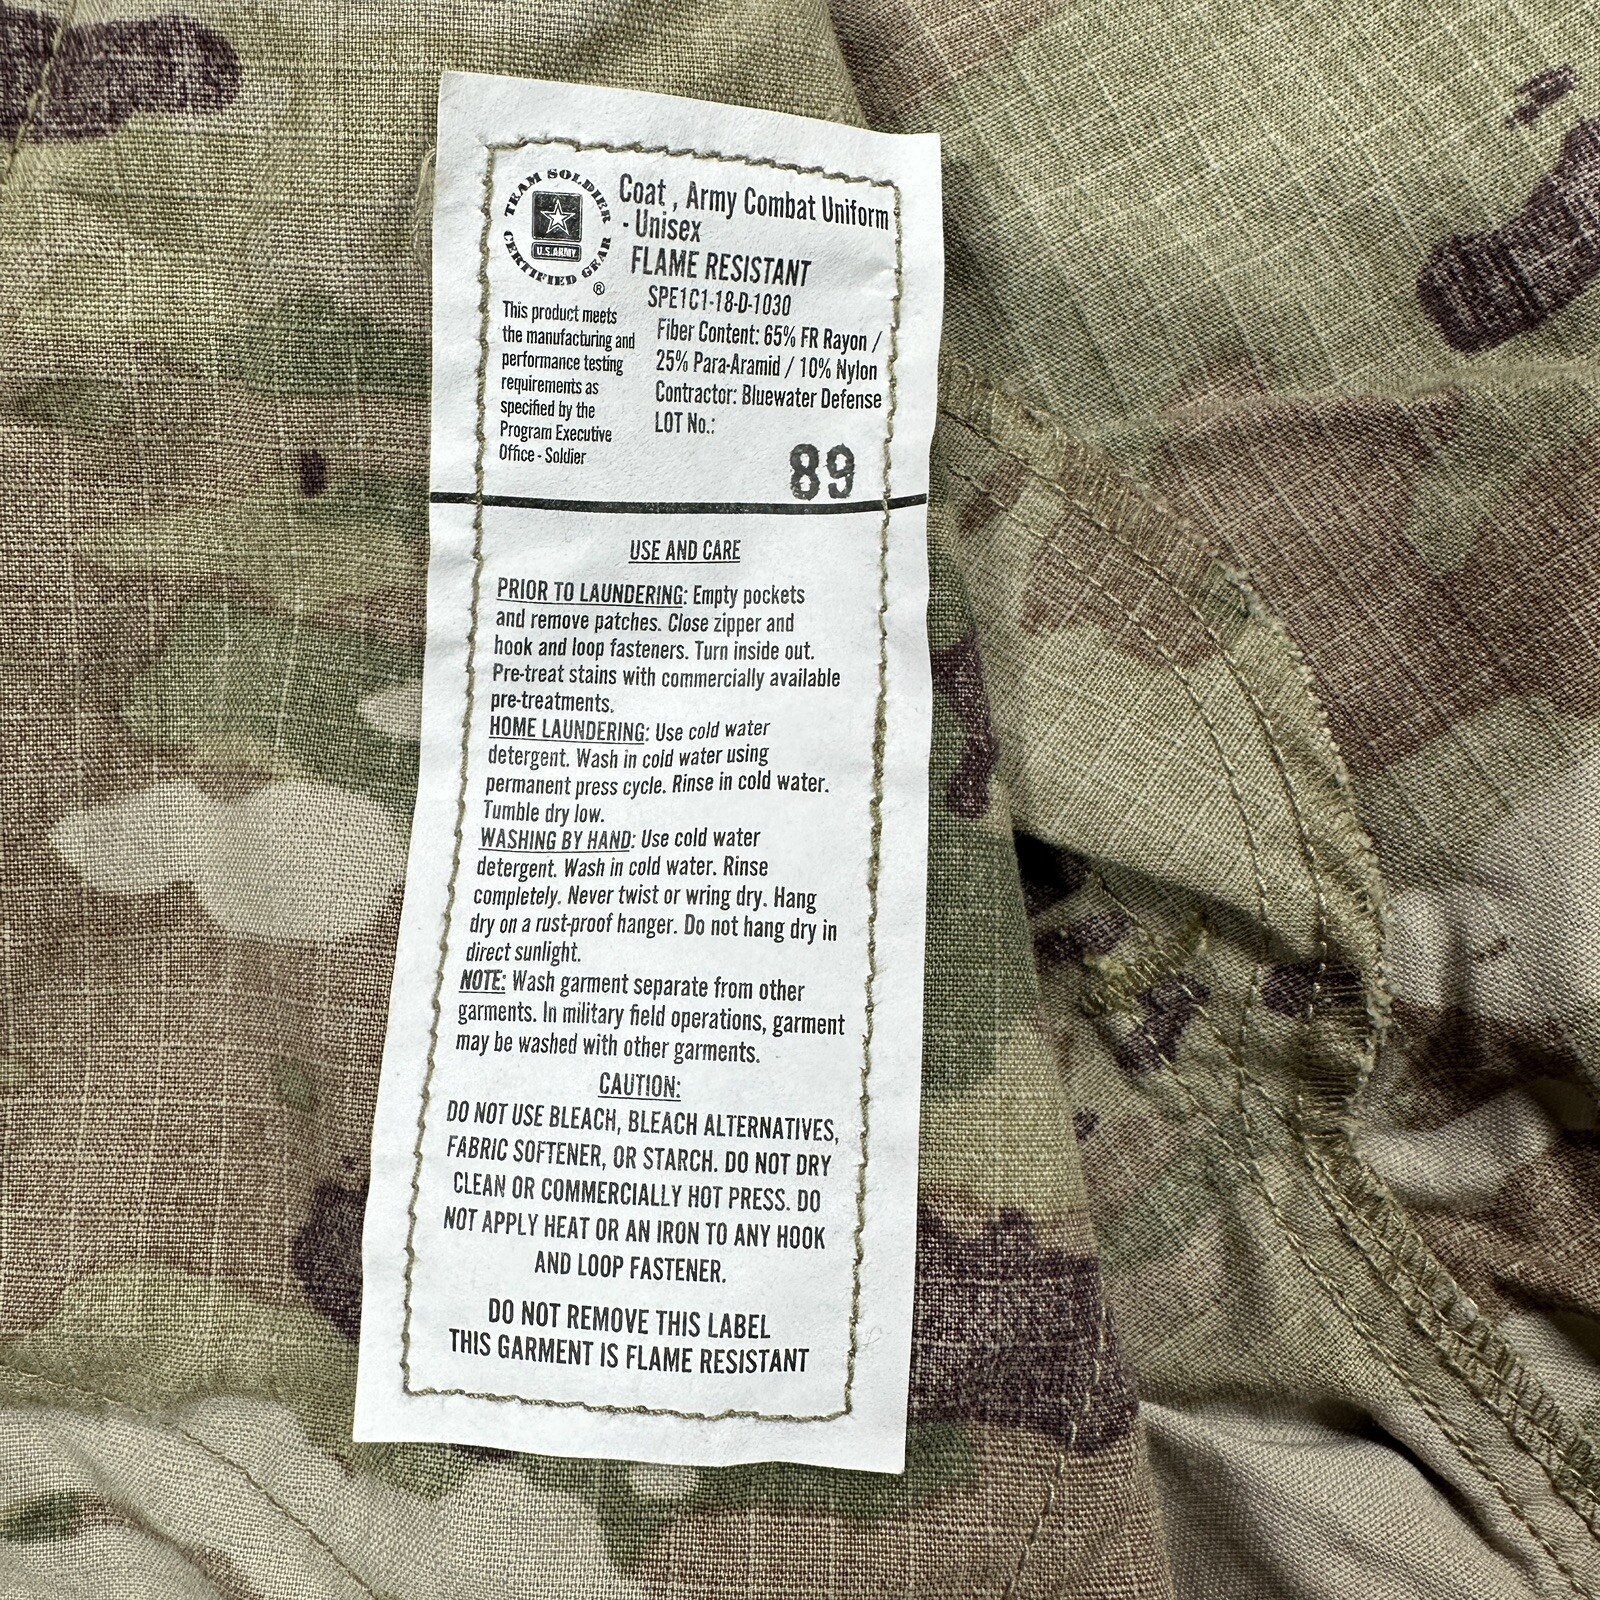 TEAM SOLDIER
CERTIFIED GEAR
U.S.ARMY
®
This product meets
the manufacturing and
performance testing
requirements as
specified by the
Program Executive
Office - Soldier
Coat , Army Combat Uniform
- Unisex
FLAME RESISTANT
SPE1C1-18-D-1030
Fiber Content: 65% FR Rayon /
25% Para-Aramid / 10% Nylon
Contractor: Bluewater Defense
LOT No.:
89
USE AND CARE
PRIOR TO LAUNDERING: Empty pockets
and remove patches. Close zipper and
hook and loop fasteners. Turn inside out.
Pre-treat stains with commercially available
pre-treatments.
HOME LAUNDERING: Use cold water
detergent. Wash in cold water using
permanent press cycle. Rinse in cold water.
Tumble dry low.
WASHING BY HAND: Use cold water
detergent. Wash in cold water. Rinse
completely. Never twist or wring dry. Hang
dry on a rust-proof hanger. Do not hang dry in
direct sunlight.
NOTE: Wash garment separate from other
garments. In military field operations, garment
may be washed with other garments.
CAUTION:
DO NOT USE BLEACH, BLEACH ALTERNATIVES,
FABRIC SOFTENER, OR STARCH. DO NOT DRY
CLEAN OR COMMERCIALLY HOT PRESS. DO
NOT APPLY HEAT OR AN IRON TO ANY HOOK
AND LOOP FASTENER.
DO NOT REMOVE THIS LABEL
THIS GARMENT IS FLAME RESISTANT